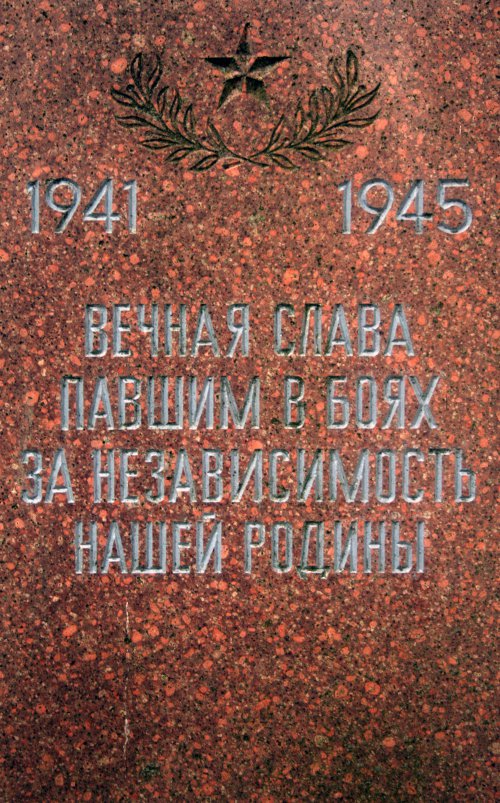 1941 1945
ВЕЧНАЯ СЛАВА
ПАВШИМ В БОЯХ
ЗА НЕЗАВИСИМОСТЬ
НАШЕЙ РОДИНЫ